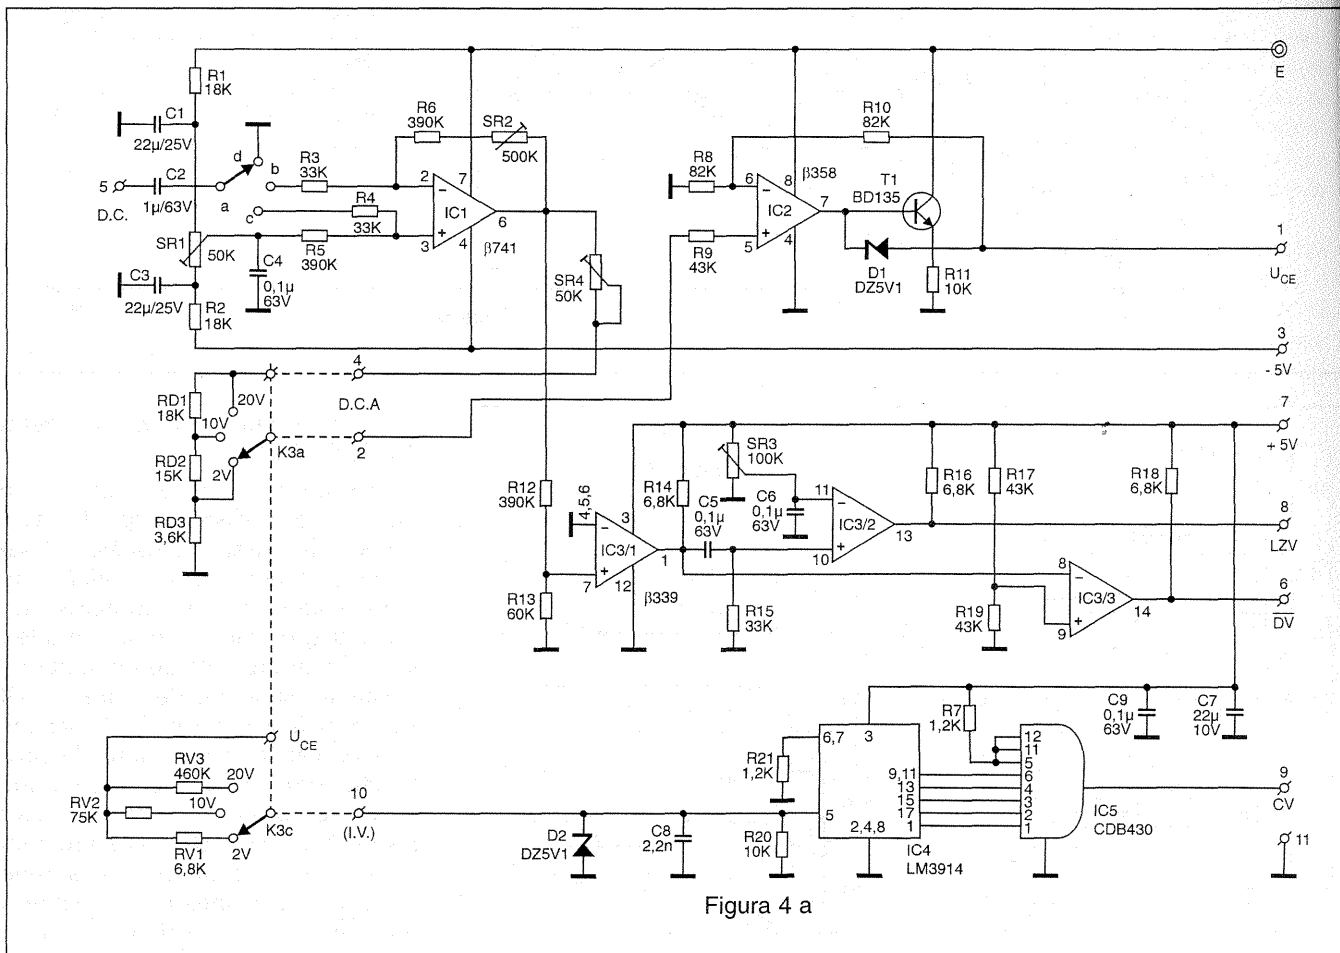 E
R1
18K
C1
22µ/25V
5
D.C.
C2
1µ/63V
d
a
b
c
R3
33K
R4
33K
R5
390K
R6
390K
SR2
500K
2
−
7
IC1
+
3
4
6
β741
SR1
50K
C3
22µ/25V
C4
0,1µ
63V
R2
18K
SR4
50K
R8
82K
R9
43K
R10
82K
6
−
8
β358
IC2
+
5
4
7
T1
BD135
D1
DZ5V1
R11
10K
1
UCE
3
- 5V
RD1
18K
20V
10V
RD2
15K
2V
RD3
3,6K
K3a
4
D.C.A
2
7
+ 5V
R12
390K
R13
60K
4,5,6
−
3
IC3/1
+
7
12
1
β339
R14
6,8K
C5
0,1µ
63V
SR3
100K
C6
0,1µ
63V
R15
33K
11
−
IC3/2
+
10
13
R16
6,8K
R17
43K
R18
6,8K
R19
43K
8
−
IC3/3
+
9
14
8
LZV
6
DV
UCE
RV3
460K
20V
RV2
75K
10V
RV1
6,8K
2V
K3c
10
(I.V.)
D2
DZ5V1
C8
2,2n
R20
10K
R21
1,2K
6,7
3
9,11
13
15
17
1
5
2,4,8
IC4
LM3914
R7
1,2K
12
11
5
6
4
3
2
1
IC5
CDB430
C9
0,1µ
63V
C7
22µ
10V
9
CV
11
Figura 4 a